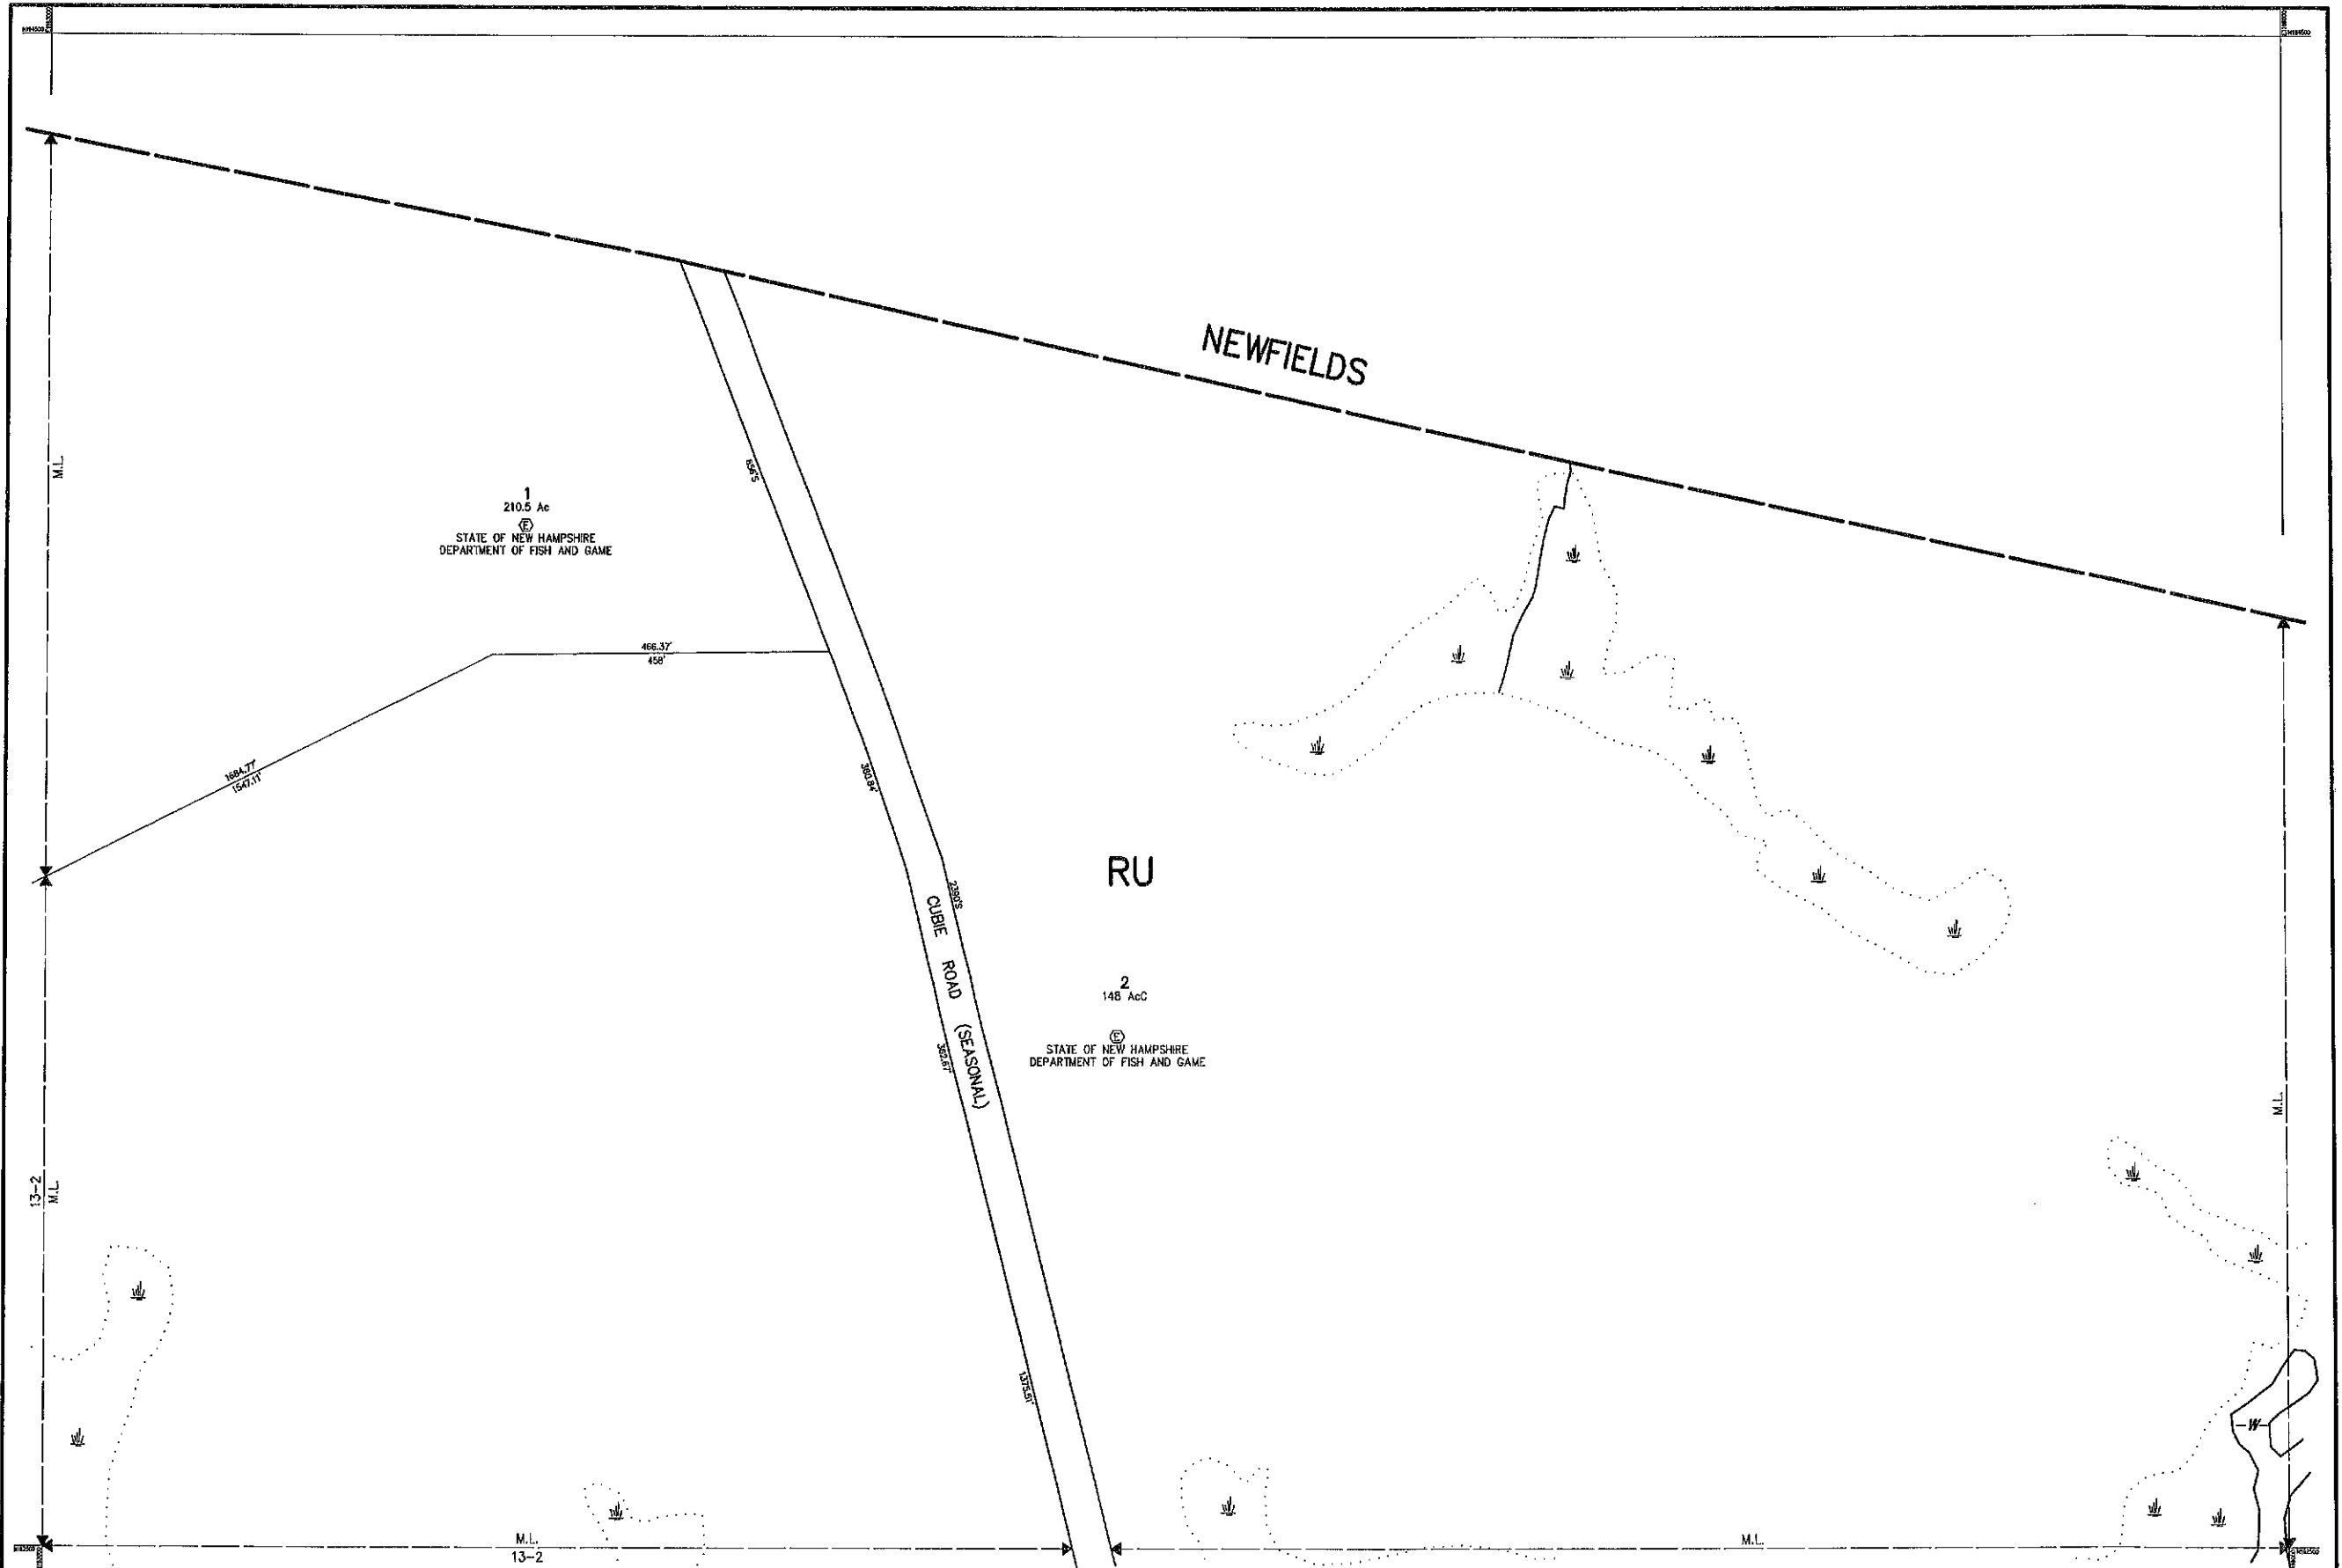 NEWFIELDS
M.L.
856'S
1
210.5 Ac
E
STATE OF NEW HAMPSHIRE
DEPARTMENT OF FISH AND GAME
466.37'
458'
1684.77'
1547.11'
380.84'
RU
2390'S
CUBIE ROAD (SEASONAL)
2
148 AcC
E
STATE OF NEW HAMPSHIRE
DEPARTMENT OF FISH AND GAME
382.67'
M.L.
13-2
M.L.
1375.51'
-W-
M.L.
13-2
M.L.